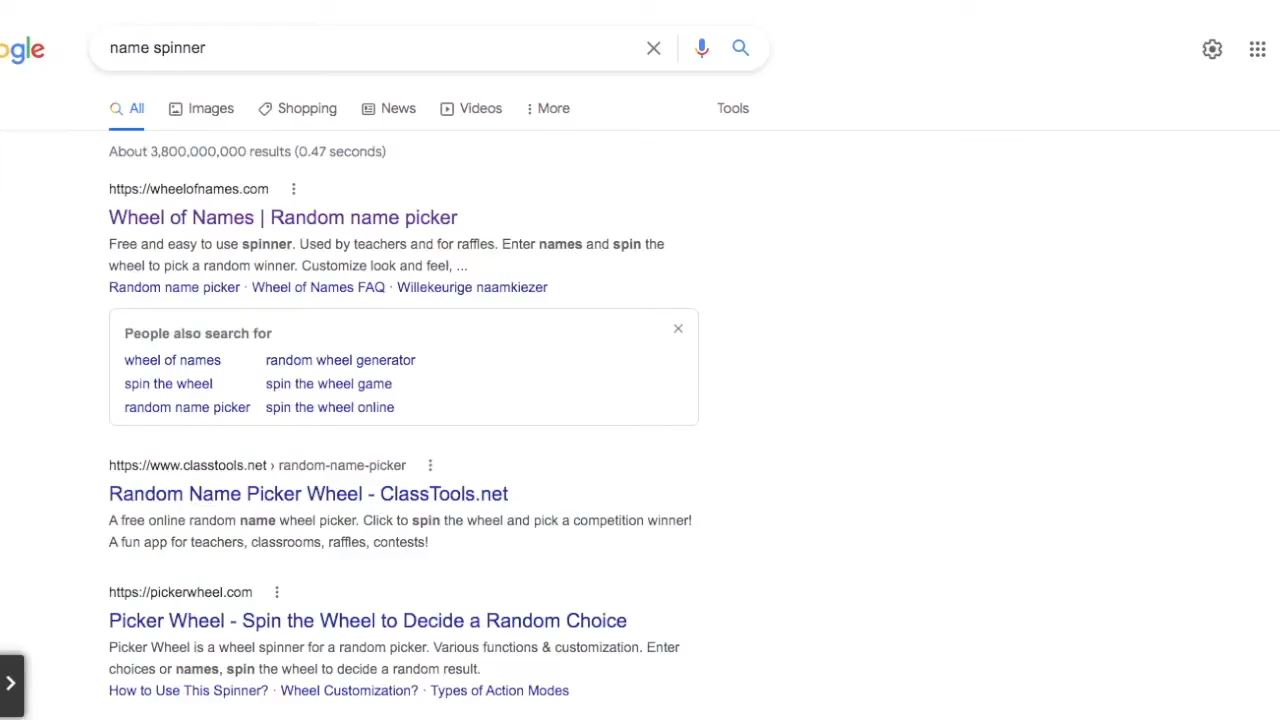 ogle
name spinner
All Images Shopping News Videos More Tools
About 3,800,000,000 results (0.47 seconds)
https://wheelofnames.com
Wheel of Names | Random name picker
Free and easy to use spinner. Used by teachers and for raffles. Enter names and spin the
wheel to pick a random winner. Customize look and feel, ...
Random name picker · Wheel of Names FAQ · Willekeurige naamkiezer
People also search for
wheel of names random wheel generator
spin the wheel spin the wheel game
random name picker spin the wheel online
https://www.classtools.net › random-name-picker
Random Name Picker Wheel - ClassTools.net
A free online random name wheel picker. Click to spin the wheel and pick a competition winner!
A fun app for teachers, classrooms, raffles, contests!
https://pickerwheel.com
Picker Wheel - Spin the Wheel to Decide a Random Choice
Picker Wheel is a wheel spinner for a random picker. Various functions & customization. Enter
choices or names, spin the wheel to decide a random result.
How to Use This Spinner? · Wheel Customization? · Types of Action Modes